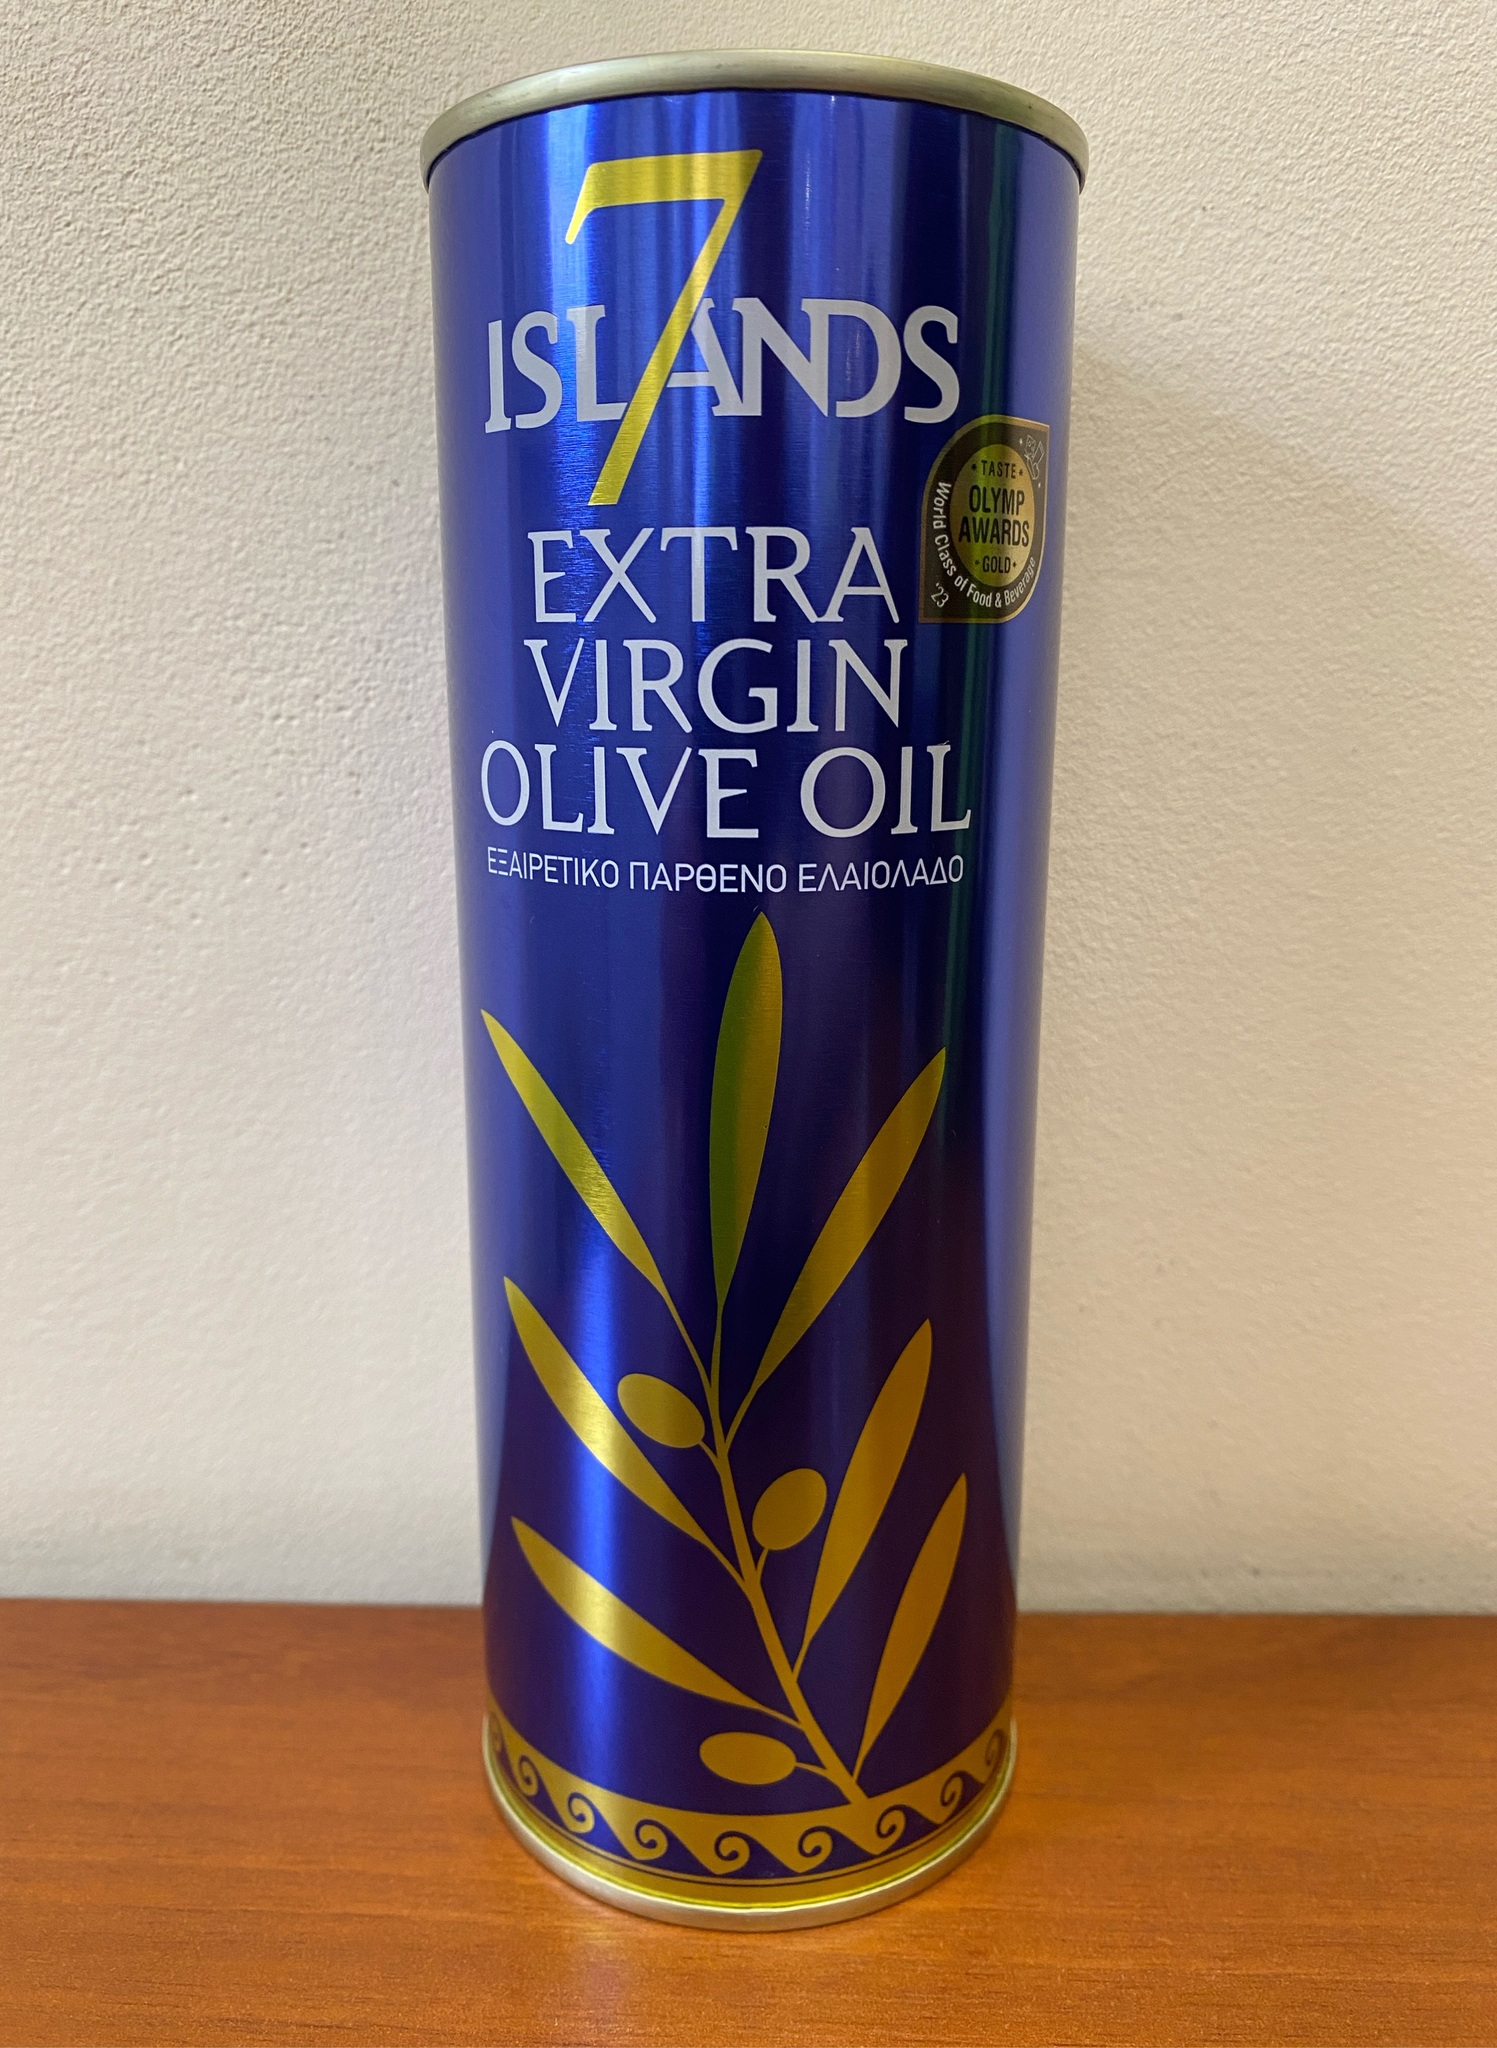 7
ISLANDS
EXTRA
VIRGIN
OLIVE OIL
ΕΞΑΙΡΕΤΙΚΟ ΠΑΡΘΕΝΟ ΕΛΑΙΟΛΑΔΟ
TASTE
OLYMP
AWARDS
GOLD
World Class of Food & Beverage
'23